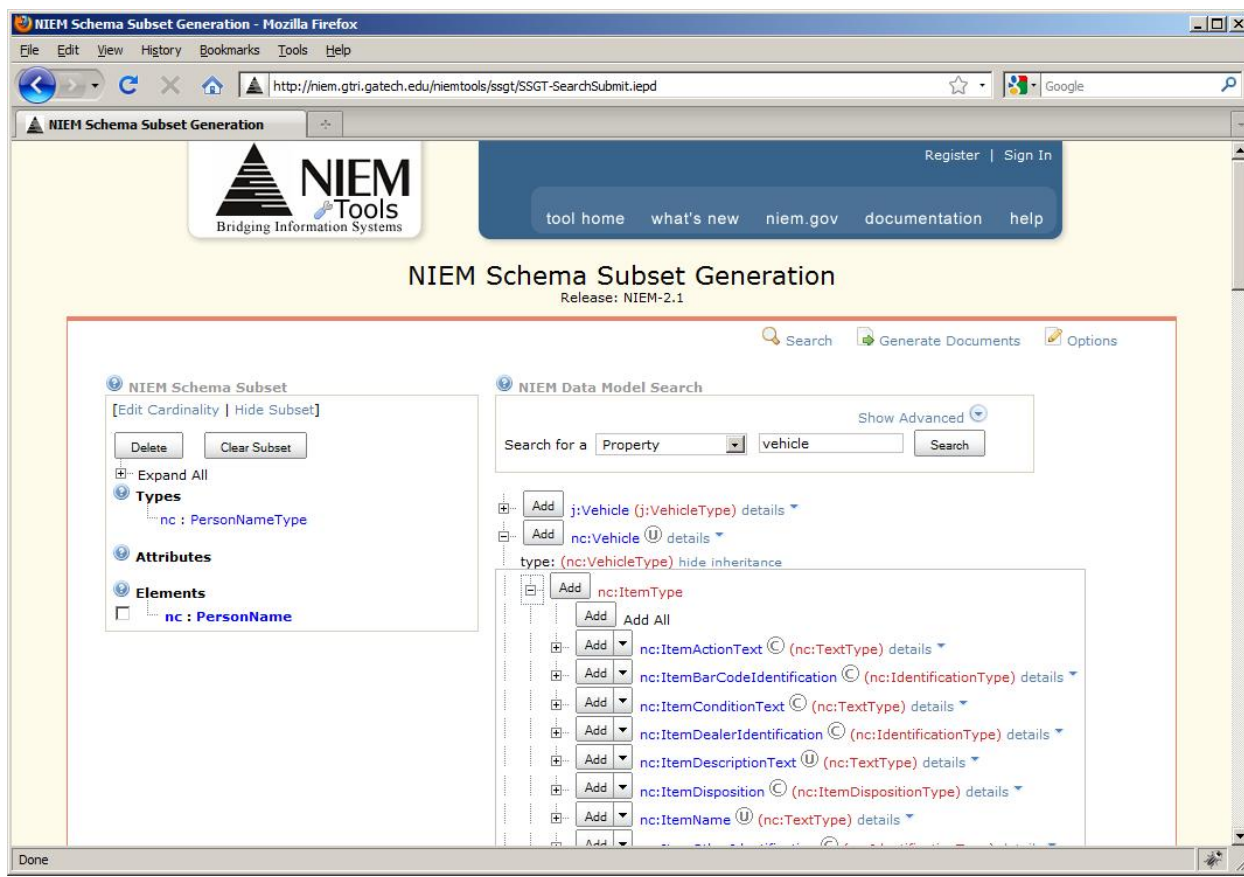 NIEM Schema Subset Generation - Mozilla Firefox
File Edit View History Bookmarks Tools Help
http://niem.gtri.gatech.edu/niemtools/ssgt/SSGT-SearchSubmit.iepd
Google
NIEM Schema Subset Generation
NIEM
Tools
Bridging Information Systems
Register | Sign In
tool home what's new niem.gov documentation help
NIEM Schema Subset Generation
Release: NIEM-2.1
Search Generate Documents Options
NIEM Schema Subset
[Edit Cardinality | Hide Subset]
Delete Clear Subset
Expand All
Types
nc : PersonNameType
Attributes
Elements
nc : PersonName
NIEM Data Model Search
Show Advanced
Search for a Property vehicle Search
Add j:Vehicle (j:VehicleType) details
Add nc:Vehicle U details
type: (nc:VehicleType) hide inheritance
Add nc:ItemType
Add Add All
Add nc:ItemActionText C (nc:TextType) details
Add nc:ItemBarCodeIdentification C (nc:IdentificationType) details
Add nc:ItemConditionText C (nc:TextType) details
Add nc:ItemDealerIdentification C (nc:IdentificationType) details
Add nc:ItemDescriptionText U (nc:TextType) details
Add nc:ItemDisposition C (nc:ItemDispositionType) details
Add nc:ItemName U (nc:TextType) details
Add
Done